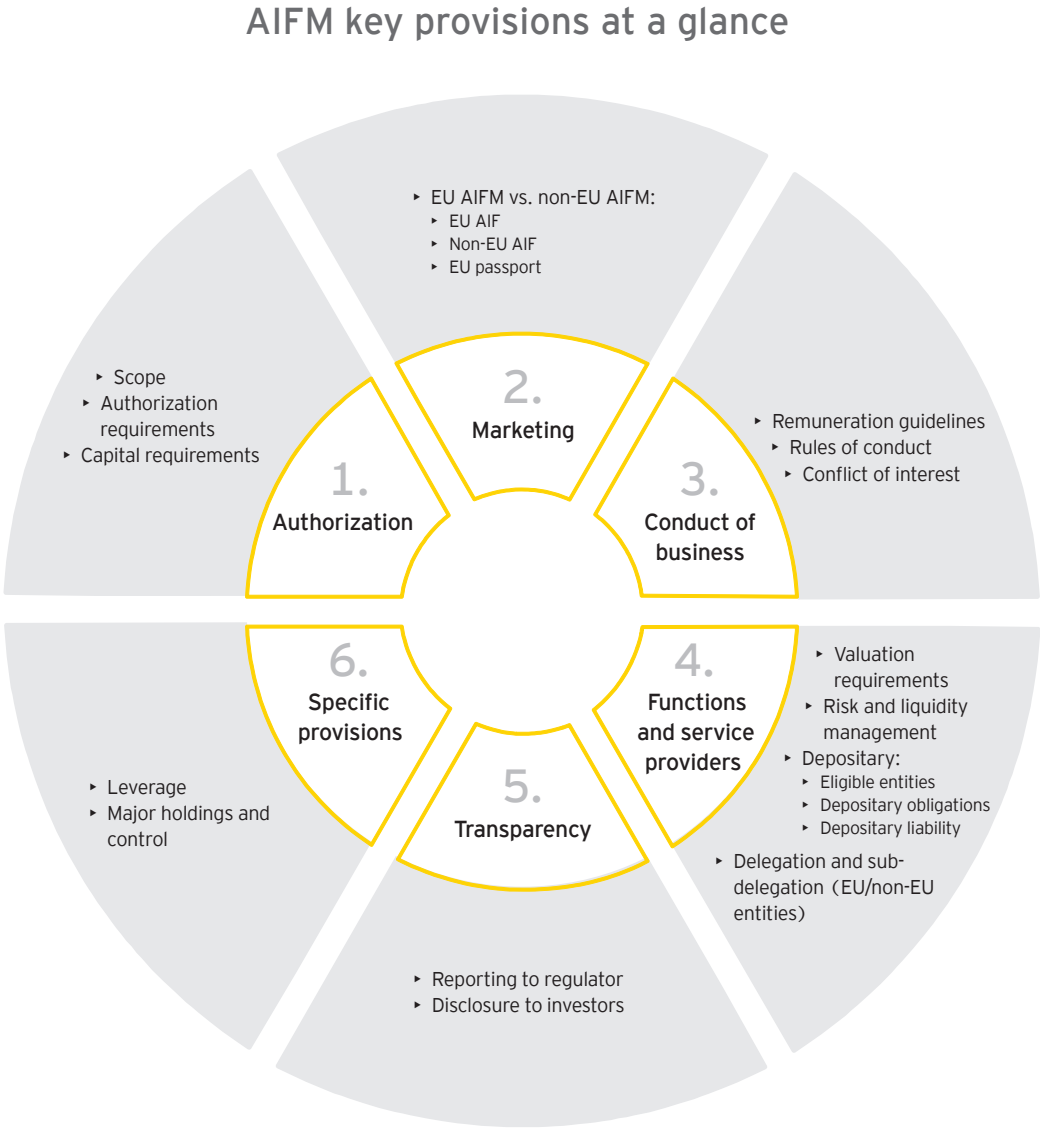 AIFM key provisions at a glance
1.
Authorization
‣ Scope
‣ Authorization
requirements
‣ Capital requirements
2.
Marketing
‣ EU AIFM vs. non-EU AIFM:
‣ EU AIF
‣ Non-EU AIF
‣ EU passport
3.
Conduct of
business
‣ Remuneration guidelines
‣ Rules of conduct
‣ Conflict of interest
4.
Functions
and service
providers
‣ Valuation
requirements
‣ Risk and liquidity
management
‣ Depositary:
‣ Eligible entities
‣ Depositary obligations
‣ Depositary liability
‣ Delegation and sub-
delegation (EU/non-EU
entities)
5.
Transparency
‣ Reporting to regulator
‣ Disclosure to investors
6.
Specific
provisions
‣ Leverage
‣ Major holdings and
control